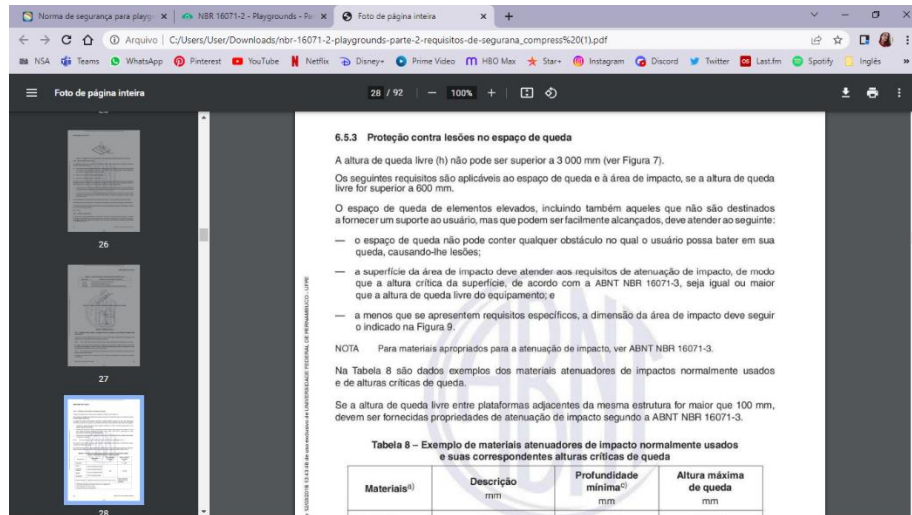 Norma de segurança para playgr
NBR 16071-2 - Playgrounds - Par
Foto de página inteira
Arquivo | C:/Users/User/Downloads/nbr-16071-2-playgrounds-parte-2-requisitos-de-segurana_compress%20(1).pdf
NSA Teams WhatsApp Pinterest YouTube Netflix Disney+ Prime Video HBO Max Star+ Instagram Discord Twitter Last.fm Spotify Inglês »
Foto de página inteira 28 / 92 | − 100% + |
26
27
28
6.5.3 Proteção contra lesões no espaço de queda
A altura de queda livre (h) não pode ser superior a 3 000 mm (ver Figura 7).
Os seguintes requisitos são aplicáveis ao espaço de queda e à área de impacto, se a altura de queda
livre for superior a 600 mm.
O espaço de queda de elementos elevados, incluindo também aqueles que não são destinados
a fornecer um suporte ao usuário, mas que podem ser facilmente alcançados, deve atender ao seguinte:
— o espaço de queda não pode conter qualquer obstáculo no qual o usuário possa bater em sua
queda, causando-lhe lesões;
— a superfície da área de impacto deve atender aos requisitos de atenuação de impacto, de modo
que a altura crítica da superfície, de acordo com a ABNT NBR 16071-3, seja igual ou maior
que a altura de queda livre do equipamento; e
— a menos que se apresentem requisitos específicos, a dimensão da área de impacto deve seguir
o indicado na Figura 9.
NOTA Para materiais apropriados para a atenuação de impacto, ver ABNT NBR 16071-3.
Na Tabela 8 são dados exemplos dos materiais atenuadores de impactos normalmente usados
e de alturas críticas de queda.
Se a altura de queda livre entre plataformas adjacentes da mesma estrutura for maior que 100 mm,
devem ser fornecidas propriedades de atenuação de impacto segundo a ABNT NBR 16071-3.
Tabela 8 – Exemplo de materiais atenuadores de impacto normalmente usados
e suas correspondentes alturas críticas de queda
Materiais a)
Descrição
mm
Profundidade
mínima c)
mm
Altura máxima
de queda
mm
de uso exclusivo de UNIVERSIDADE FEDERAL DE PERNAMBUCO - UFPE
ABNT